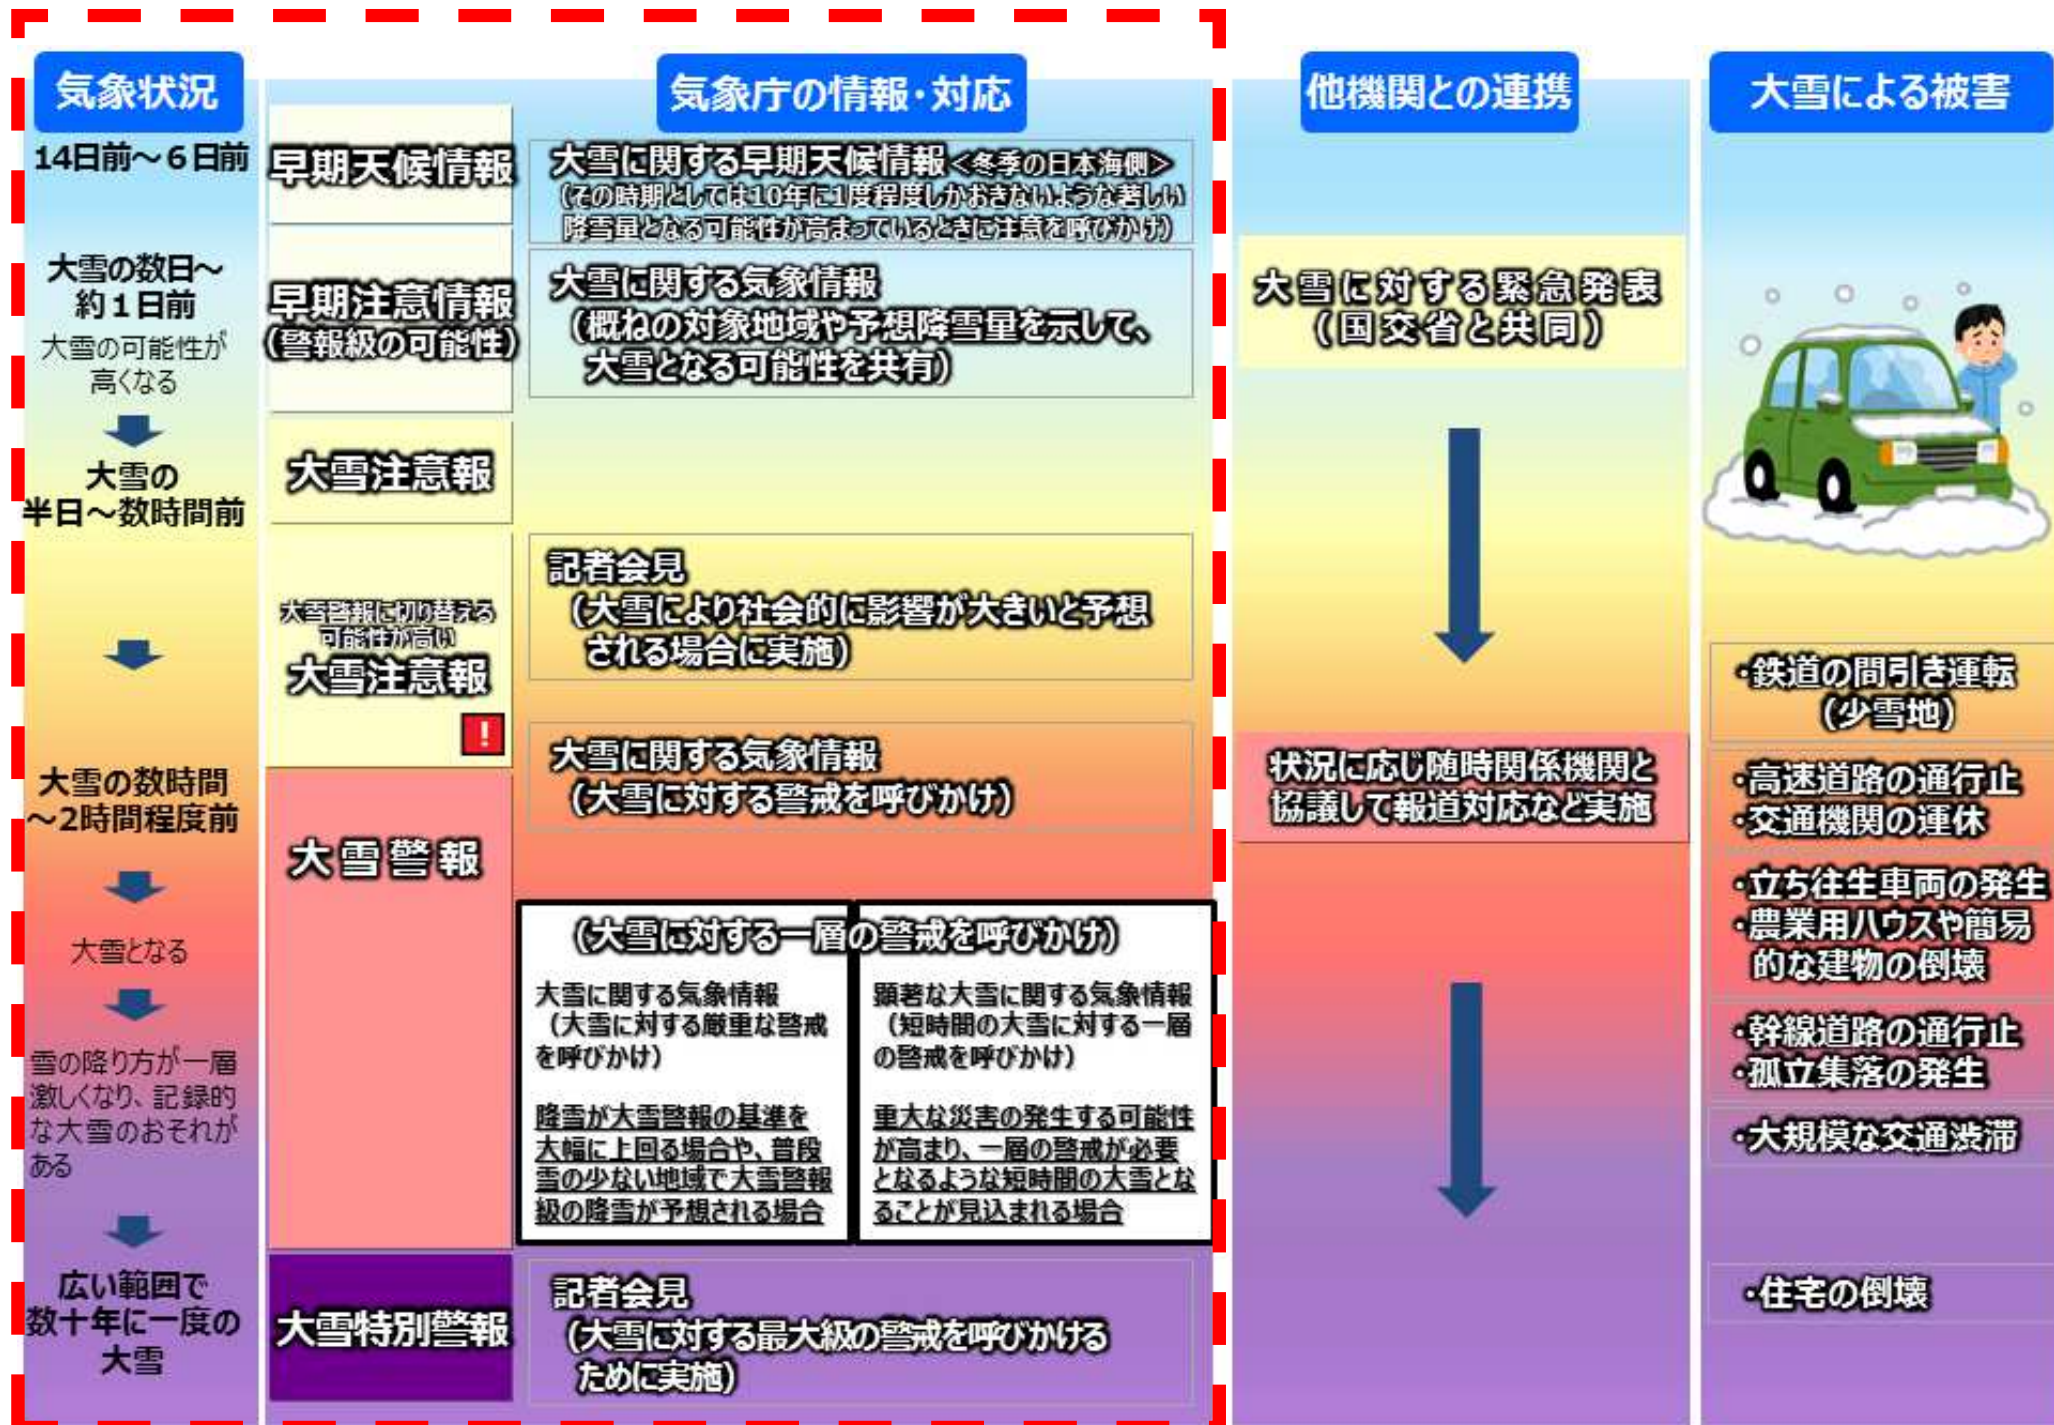 気象状況
14日前～6日前
大雪の数日～
約1日前
大雪の可能性が
高くなる
大雪の
半日～数時間前
大雪の数時間
～2時間程度前
大雪となる
雪の降り方が一層
激しくなり、記録的
な大雪のおそれが
ある
広い範囲で
数十年に一度の
大雪
気象庁の情報・対応
早期天候情報
大雪に関する早期天候情報<冬季の日本海側>
（その時期としては10年に1度程度しかおきないような著しい
降雪量となる可能性が高まっているときに注意を呼びかけ）
早期注意情報
（警報級の可能性）
大雪に関する気象情報
（概ねの対象地域や予想降雪量を示して、
大雪となる可能性を共有）
大雪注意報
大雪警報に切り替える
可能性が高い
大雪注意報
!
記者会見
（大雪により社会的に影響が大きいと予想
される場合に実施）
大雪に関する気象情報
（大雪に対する警戒を呼びかけ）
大雪警報
（大雪に対する一層の警戒を呼びかけ）
大雪に関する気象情報
（大雪に対する厳重な警戒
を呼びかけ）
降雪が大雪警報の基準を
大幅に上回る場合や、普段
雪の少ない地域で大雪警報
級の降雪が予想される場合
顕著な大雪に関する気象情報
（短時間の大雪に対する一層
の警戒を呼びかけ）
重大な災害の発生する可能性
が高まり、一層の警戒が必要
となるような短時間の大雪とな
ることが見込まれる場合
大雪特別警報
記者会見
（大雪に対する最大級の警戒を呼びかける
ために実施）
他機関との連携
大雪に対する緊急発表
（国交省と共同）
状況に応じ随時関係機関と
協議して報道対応など実施
大雪による被害
・鉄道の間引き運転
（少雪地）
・高速道路の通行止
・交通機関の運休
・立ち往生車両の発生
・農業用ハウスや簡易
的な建物の倒壊
・幹線道路の通行止
・孤立集落の発生
・大規模な交通渋滞
・住宅の倒壊